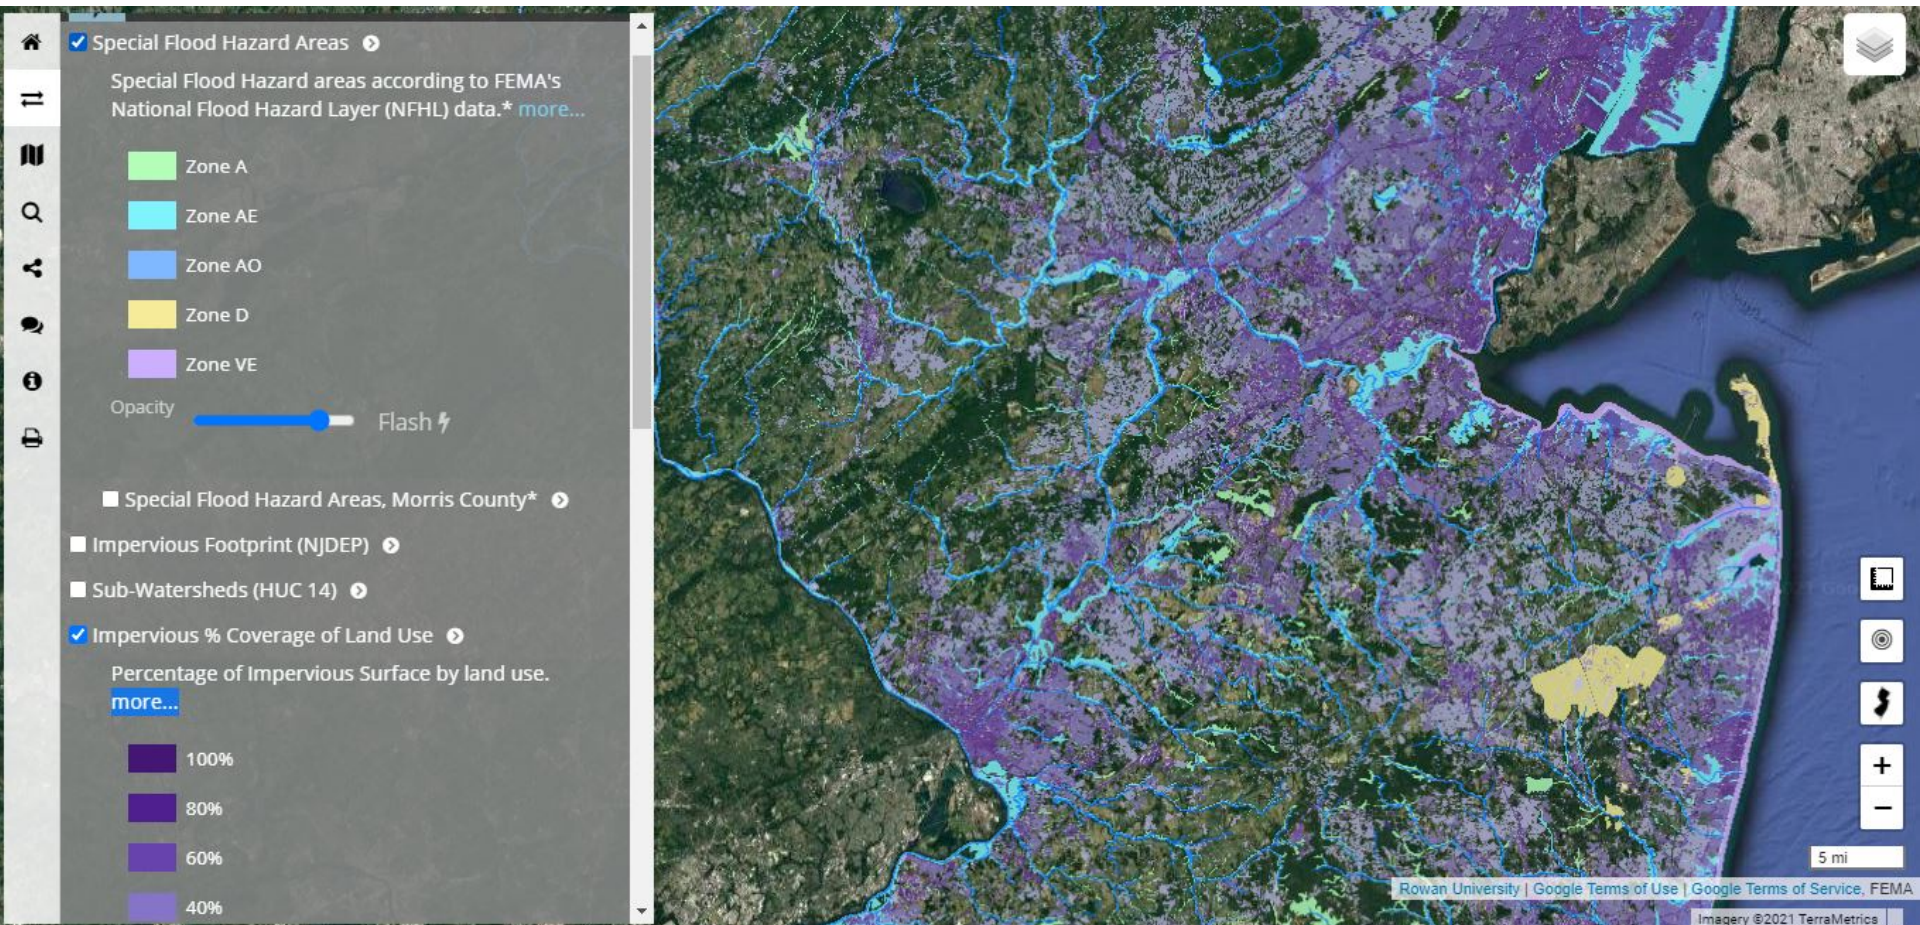 Special Flood Hazard Areas
Special Flood Hazard areas according to FEMA's
National Flood Hazard Layer (NFHL) data.* more...
Zone A
Zone AE
Zone AO
Zone D
Zone VE
Opacity
Flash
Special Flood Hazard Areas, Morris County*
Impervious Footprint (NJDEP)
Sub-Watersheds (HUC 14)
Impervious % Coverage of Land Use
Percentage of Impervious Surface by land use.
more...
100%
80%
60%
40%
+
−
5 mi
Rowan University | Google Terms of Use | Google Terms of Service, FEMA
Imagery ©2021 TerraMetrics